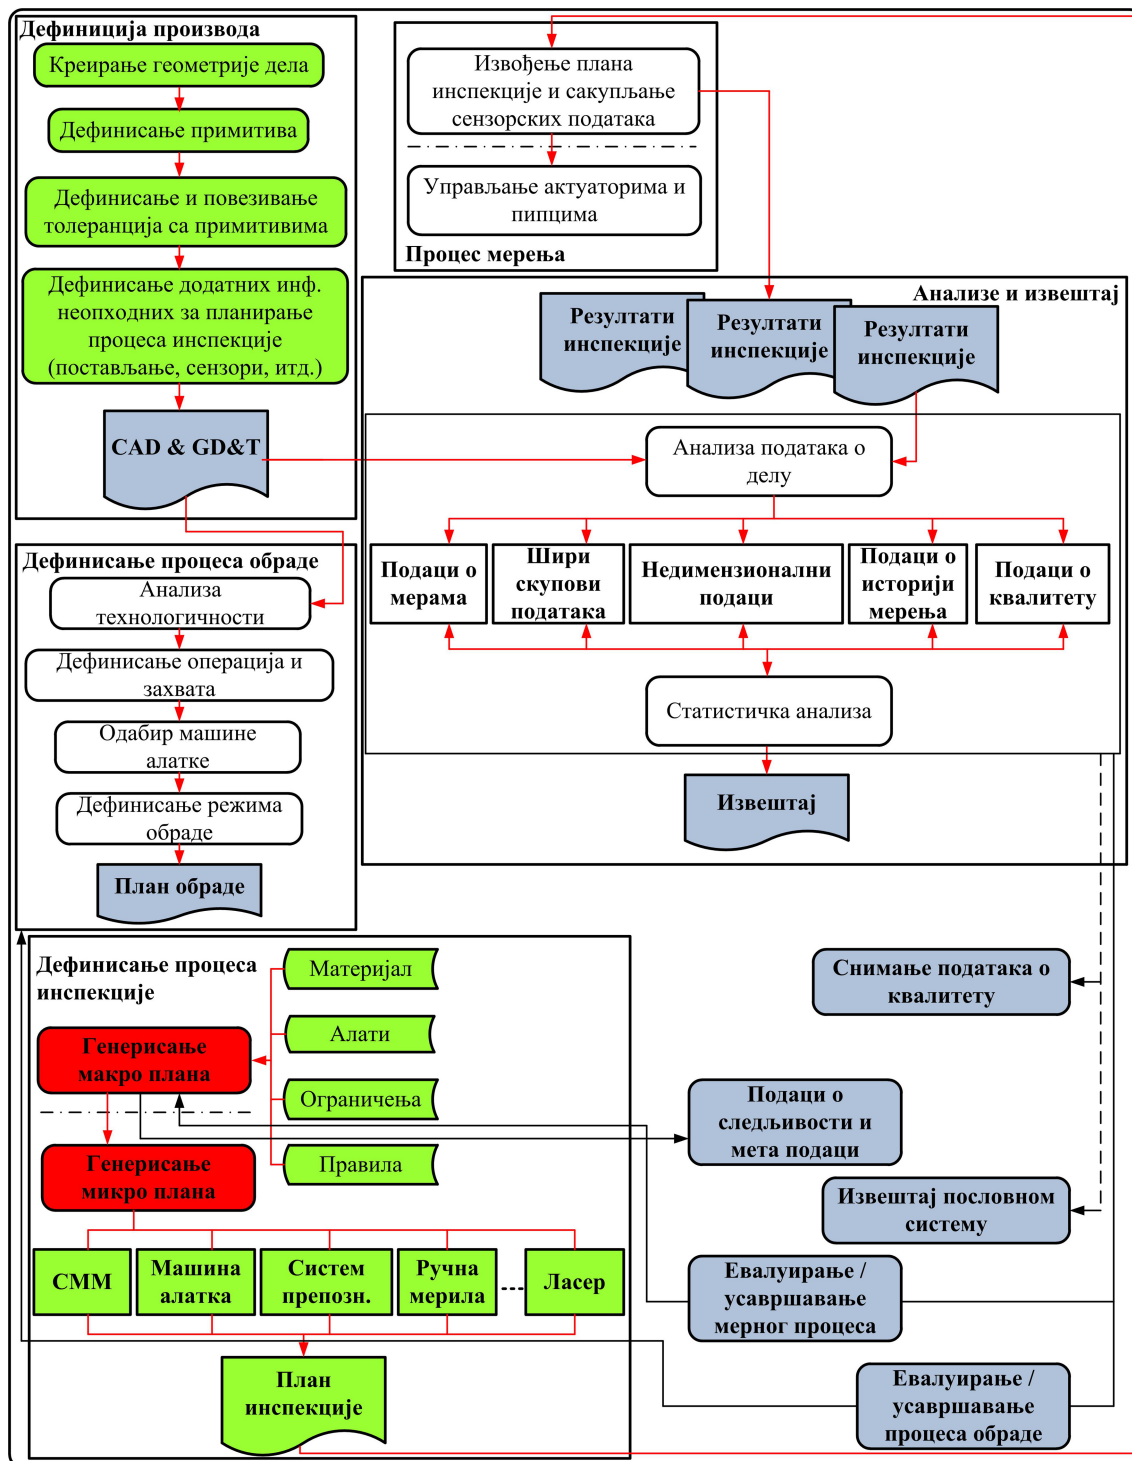 Дефиниција производа
Креирање геометрије дела
Дефинисање примитива
Дефинисање и повезивање
толеранција са примитивима
Дефинисање додатних инф.
неопходних за планирање
процеса инспекције
(постављање, сензори, итд.)
CAD & GD&T
Извођење плана
инспекције и сакупљање
сензорских података
Управљање актуаторима и
пипцима
Процес мерења
Анализе и извештај
Резултати
инспекције
Резултати
инспекције
Резултати
инспекције
Анализа података о
делу
Подаци о
мерама
Шири
скупови
података
Недимензионални
подаци
Подаци о
историји
мерења
Подаци о
квалитету
Статистичка анализа
Извештај
Дефинисање процеса обраде
Анализа
технологичности
Дефинисање операција и
захвата
Одабир машине
алатке
Дефинисање режима
обраде
План обраде
Дефинисање процеса
инспекције
Материјал
Алати
Ограничења
Правила
Генерисање
макро плана
Генерисање
микро плана
CMM
Машина
алатка
Систем
препозн.
Ручна
мерила
Ласер
План
инспекције
Снимање података о
квалитету
Подаци о
следљивости и
мета подаци
Извештај пословном
систему
Евалуирање /
усавршавање
мерног процеса
Евалуирање /
усавршавање
процеса обраде